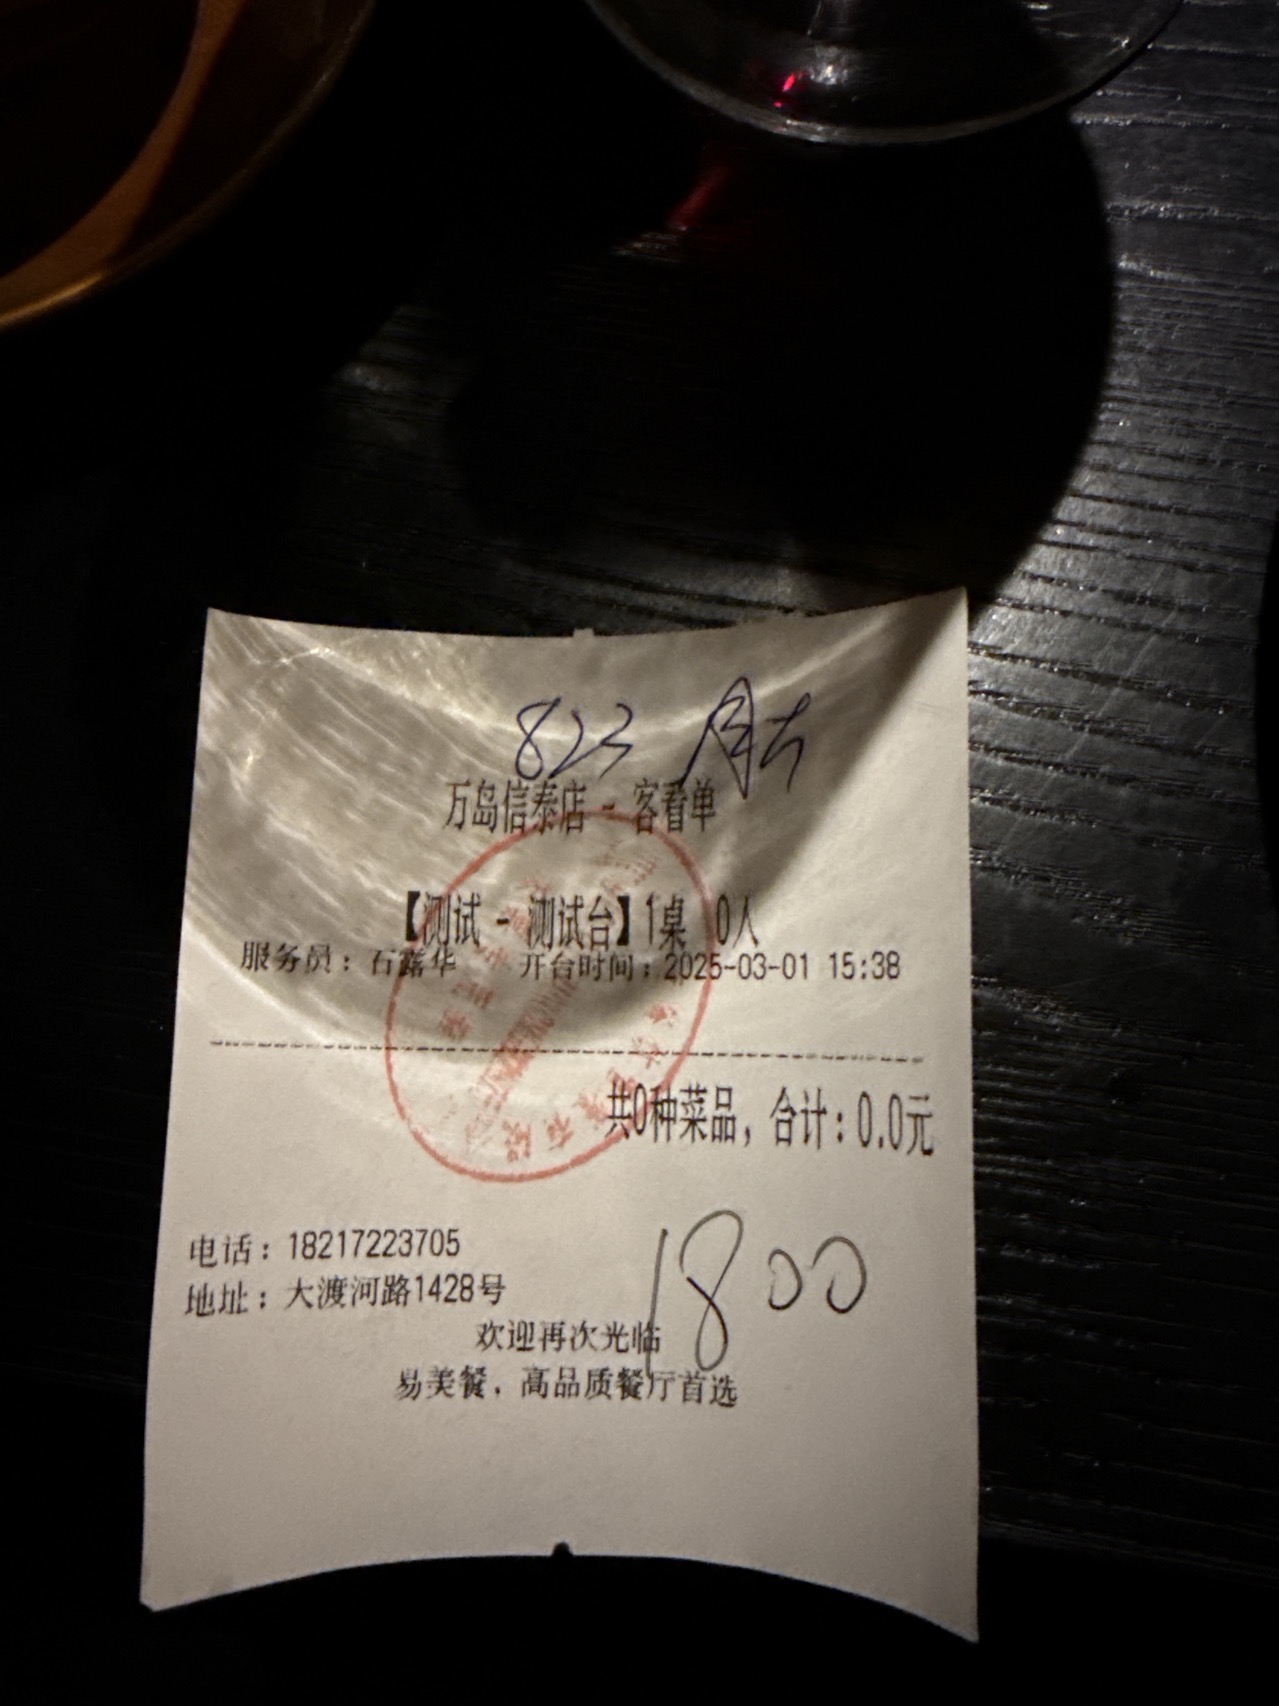 823
万岛信泰店 - 客看单
【测试 - 测试台】1桌 0人
服务员：石露华 开台时间：2025-03-01 15:38
共0种菜品，合计：0.0元
电话：18217223705
1800
地址：大渡河路1428号
欢迎再次光临
易美餐，高品质餐厅首选